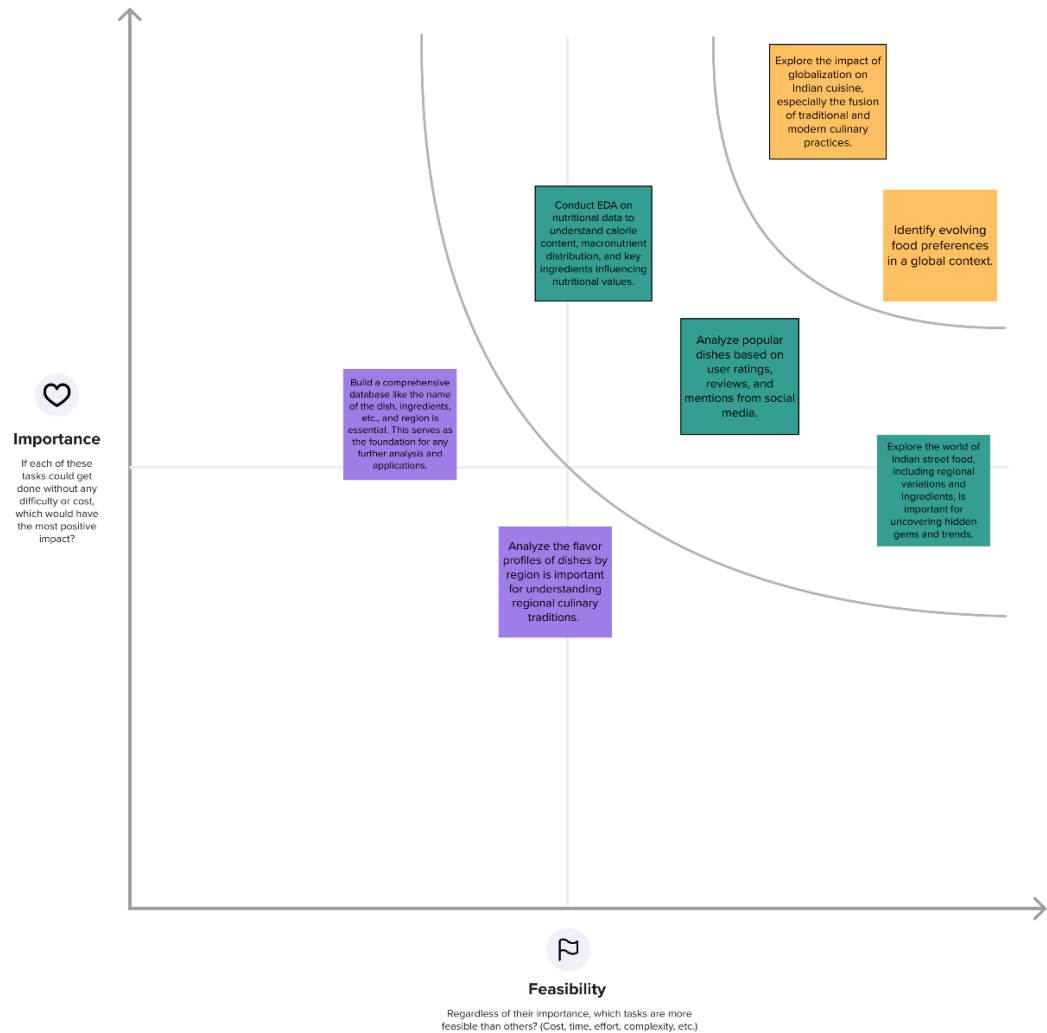 Explore the impact of
globalization on
Indian cuisine,
especially the fusion
of traditional and
modern culinary
practices.
Conduct EDA on
nutritional data to
understand calorie
content, macronutrient
distribution, and key
ingredients influencing
nutritional values.
Identify evolving
food preferences
in a global context.
Analyze popular
dishes based on
user ratings,
reviews, and
mentions from social
media.
Build a comprehensive
database like the name
of the dish, ingredients,
etc., and region is
essential. This serves as
the foundation for any
further analysis and
applications.
Explore the world of
Indian street food,
including regional
variations and
ingredients, is
important for
uncovering hidden
gems and trends.
Analyze the flavor
profiles of dishes by
region is important
for understanding
regional culinary
traditions.
Importance
If each of these
tasks could get
done without any
difficulty or cost,
which would have
the most positive
impact?
Feasibility
Regardless of their importance, which tasks are more
feasible than others? (Cost, time, effort, complexity, etc.)